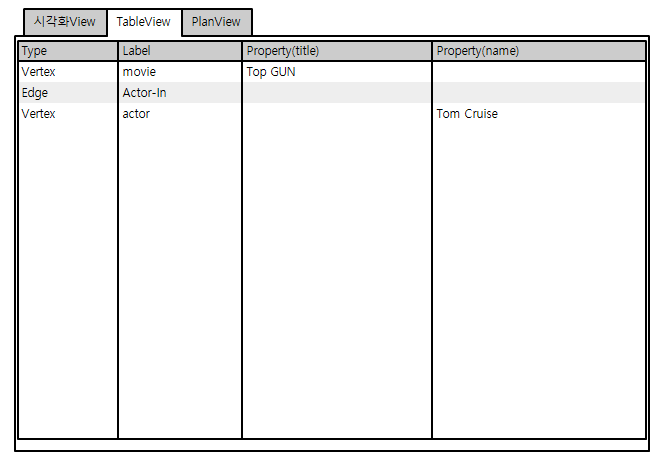 시각화View TableView PlanView
Type Label Property(title) Property(name)
Vertex movie Top GUN
Edge Actor-In
Vertex actor Tom Cruise